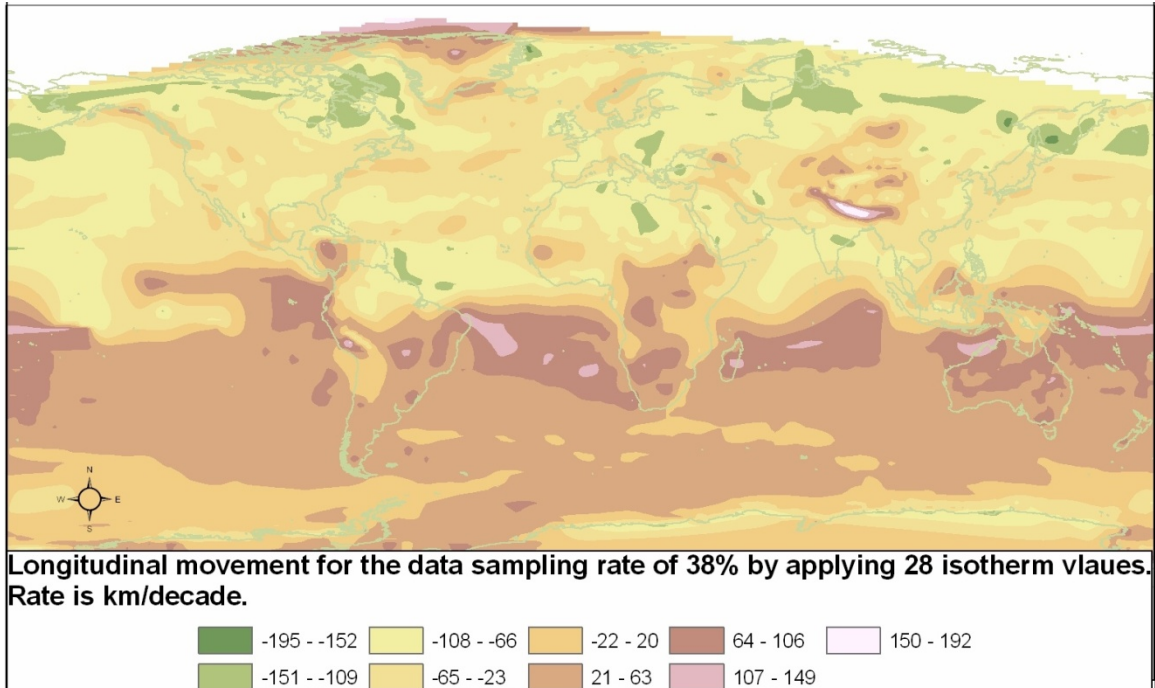 N
W E
S
Longitudinal movement for the data sampling rate of 38% by applying 28 isotherm vlaues.
Rate is km/decade.
-195 - -152 -108 - -66 -22 - 20 64 - 106 150 - 192
-151 - -109 -65 - -23 21 - 63 107 - 149